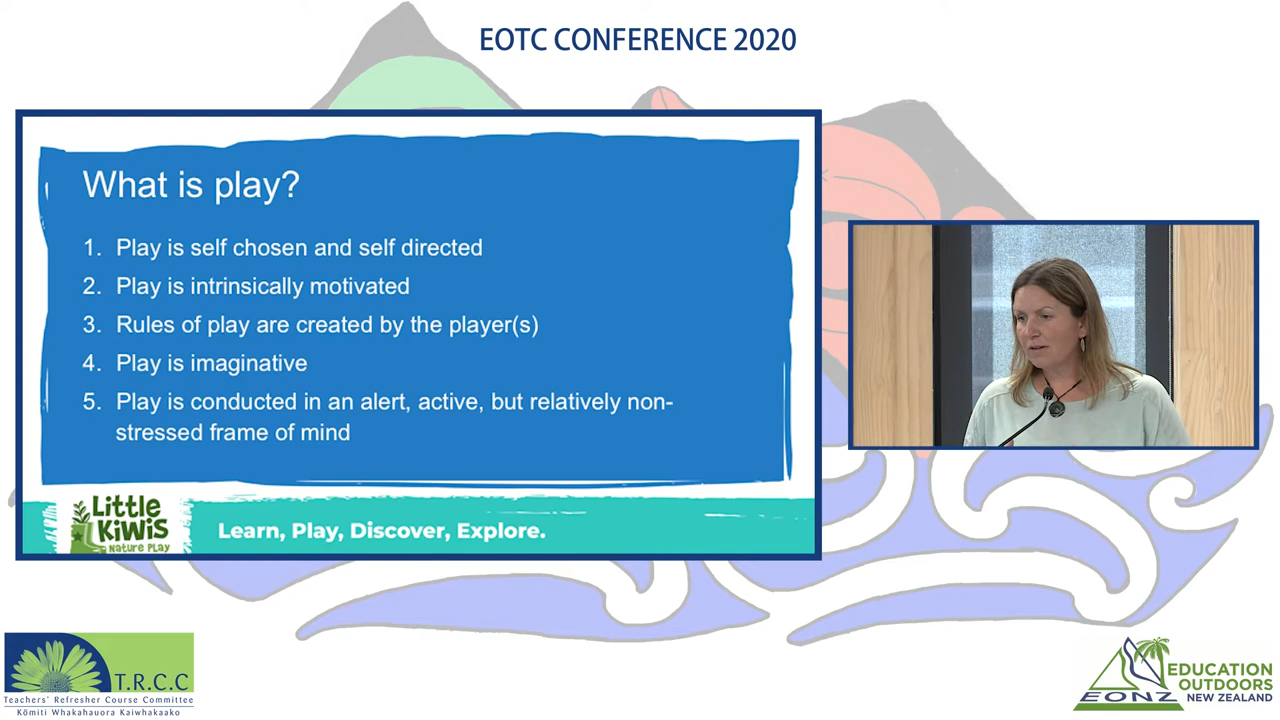 EOTC CONFERENCE 2020
What is play?
1. Play is self chosen and self directed
2. Play is intrinsically motivated
3. Rules of play are created by the player(s)
4. Play is imaginative
5. Play is conducted in an alert, active, but relatively non-
stressed frame of mind
Little
KiWiS
NATURE PLAY
Learn, Play, Discover, Explore.
T.R.C.C
Teachers' Refresher Course Committee
Kōmiti Whakahauora Kaiwhakaako
EONZ
EDUCATION
OUTDOORS
NEW ZEALAND